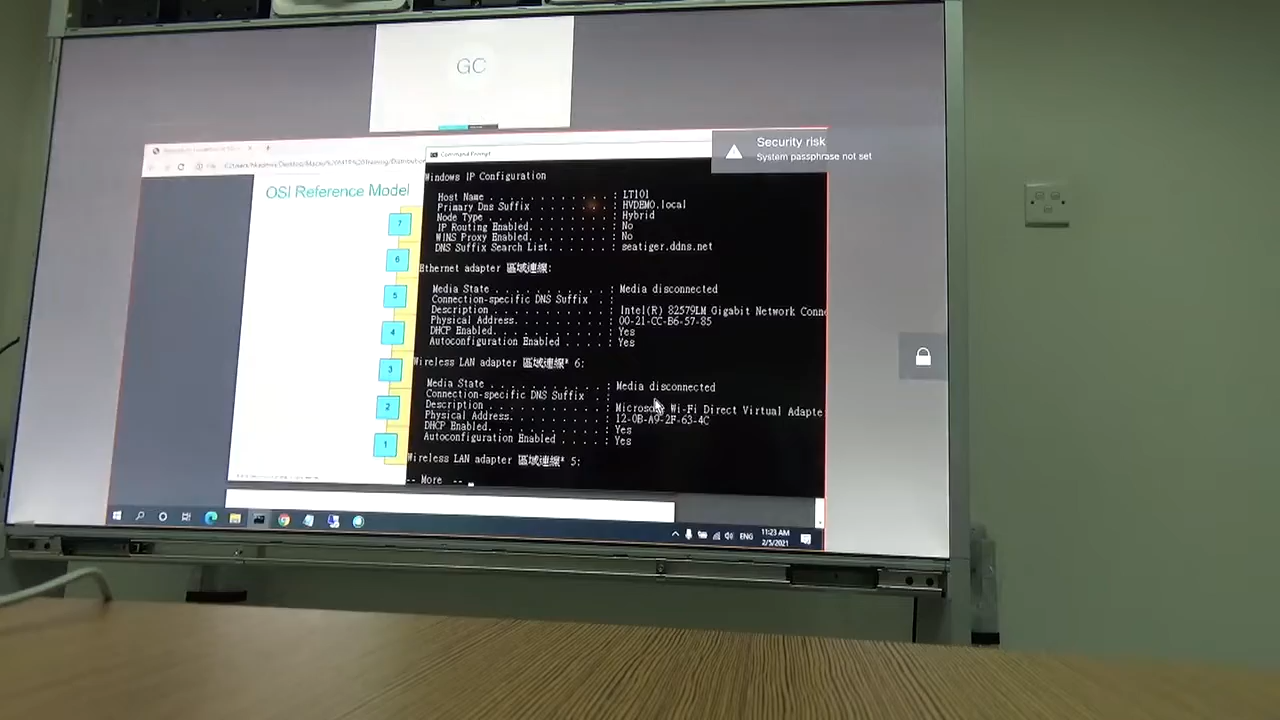 GC
Security risk
System passphrase not set
Command Prompt
OSI Reference Model
7
6
5
4
3
2
1
Windows IP Configuration
Host Name . . . . . . . . . . . . : LT101
Primary Dns Suffix . . . . . . . : HVDEMO.local
Node Type . . . . . . . . . . . . : Hybrid
IP Routing Enabled. . . . . . . . : No
WINS Proxy Enabled. . . . . . . . : No
DNS Suffix Search List. . . . . . : seatiger.ddns.net
Ethernet adapter 區域連線:
Media State . . . . . . . . . . . : Media disconnected
Connection-specific DNS Suffix . :
Description . . . . . . . . . . . : Intel(R) 82579LM Gigabit Network Conne
Physical Address. . . . . . . . . : 00-21-CC-B6-57-85
DHCP Enabled. . . . . . . . . . . : Yes
Autoconfiguration Enabled . . . . : Yes
Wireless LAN adapter 區域連線* 6:
Media State . . . . . . . . . . . : Media disconnected
Connection-specific DNS Suffix . :
Description . . . . . . . . . . . : Microsoft Wi-Fi Direct Virtual Adapte
Physical Address. . . . . . . . . : 12-0B-A9-2F-63-4C
DHCP Enabled. . . . . . . . . . . : Yes
Autoconfiguration Enabled . . . . : Yes
Wireless LAN adapter 區域連線* 5:
-- More --
ENG
11:23 AM
2/5/2021